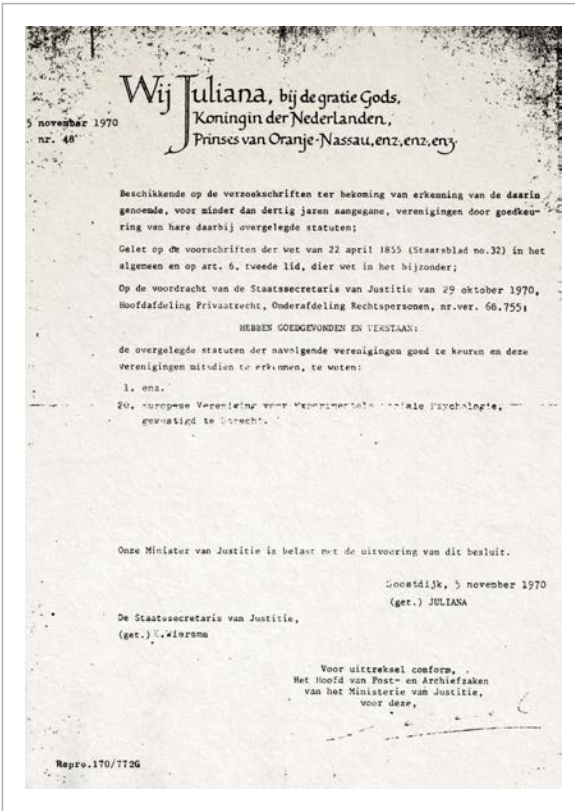 Wij Juliana, bij de gratie Gods,
Koningin der Nederlanden,
Prinses van Oranje-Nassau, enz., enz., enz.
5 november 1970
nr. 48
Beschikkende op de verzoekschriften ter bekoming van erkenning van de daarin
genoemde, voor minder dan dertig jaren aangegane, verenigingen door goedkeu-
ring van hare daarbij overgelegde statuten;
Gelet op de voorschriften der wet van 22 april 1855 (Staatsblad no.32) in het
algemeen en op art. 6, tweede lid, dier wet in het bijzonder;
Op de voordracht van de Staatssecretaris van Justitie van 29 oktober 1970,
Hoofdafdeling Privaatrecht, Onderafdeling Rechtspersonen, nr.ver. 68.755;
HEBBEN GOEDGEVONDEN EN VERSTAAN:
de overgelegde statuten der navolgende verenigingen goed te keuren en deze
verenigingen mitsdien te erkennen, te weten:
1. enz.
20. Europese Vereniging voor Experimentele Sociale Psychologie,
gevestigd te Utrecht.
Onze Minister van Justitie is belast met de uitvoering van dit besluit.
Soestdijk, 5 november 1970
(get.) JULIANA
De Staatssecretaris van Justitie,
(get.) K.Wiersma
Voor uittreksel conform,
Het Hoofd van Post- en Archiefzaken
van het Ministerie van Justitie,
voor deze,
Repro.170/772G